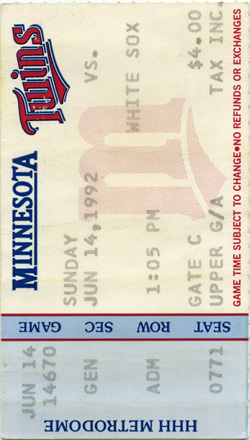 MINNESOTA
Twins
SUNDAY
JUN 14,1992 VS.
WHITE SOX
1:05 PM
GATE C $4.00
UPPER G/A TAX INC.
GAME TIME SUBJECT TO CHANGE•NO REFUNDS OR EXCHANGES
GAME SEC ROW SEAT
JUN 14
14670 GEN ADM 0771
HHH METRODOME